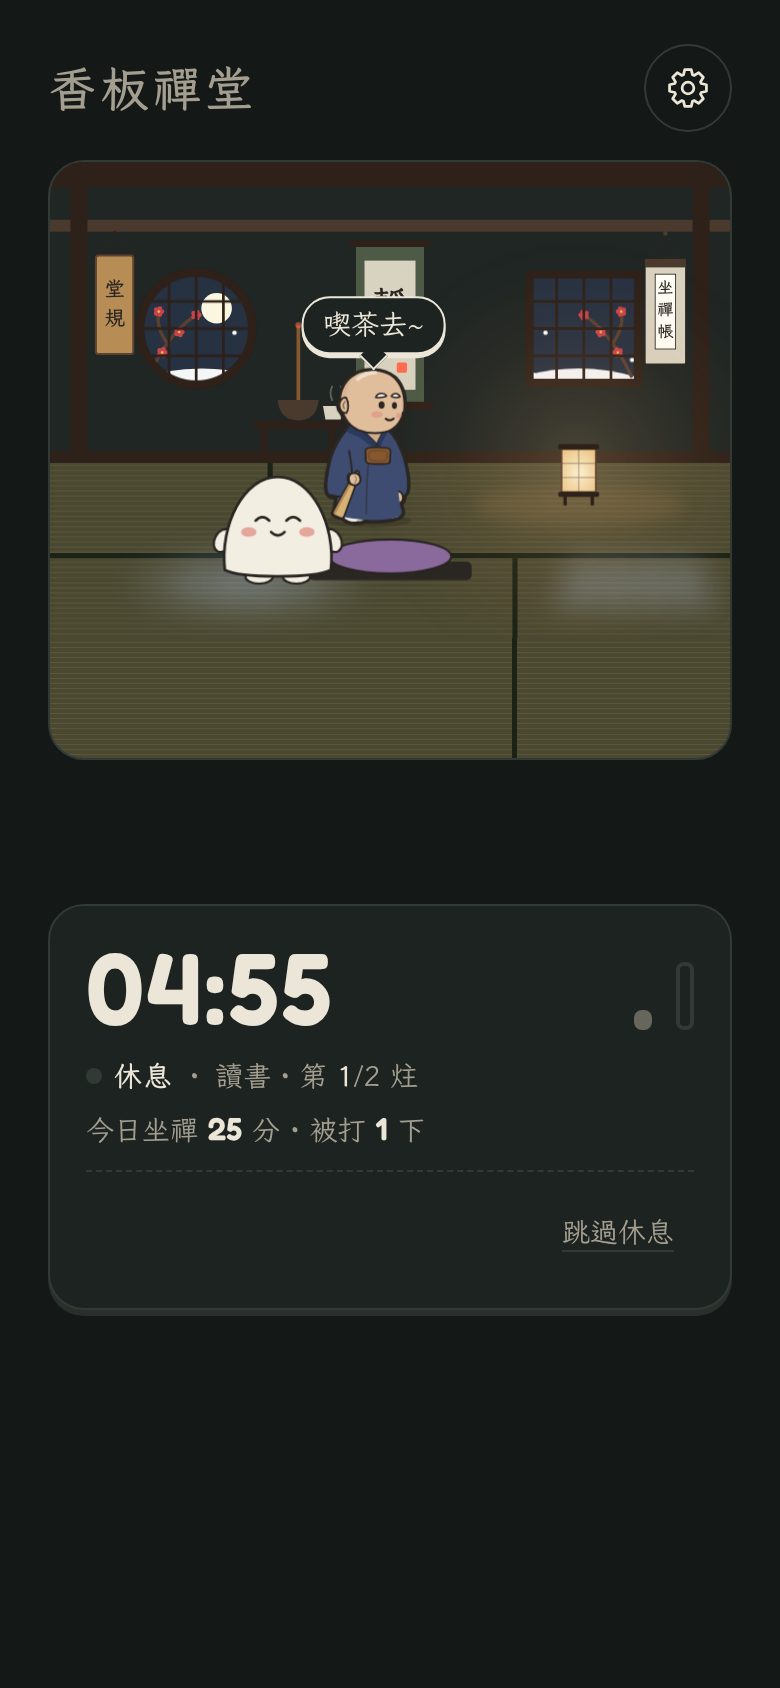 香板禪堂
堂規
喫茶去~
坐禪帳
04:55
休息 · 讀書 · 第 1/2 炷
今日坐禪 25 分 · 被打 1 下
跳過休息